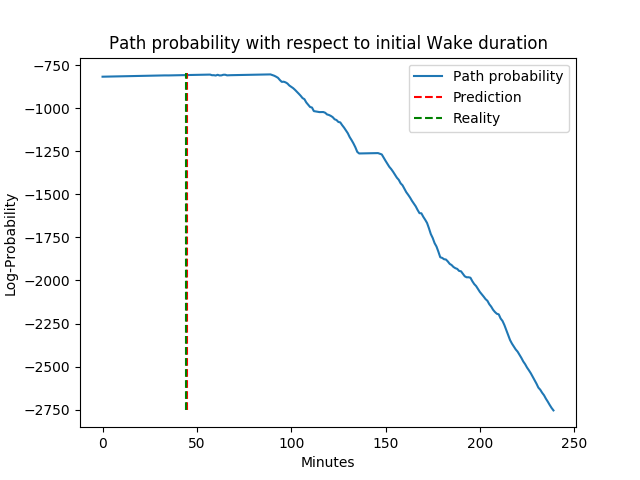 Path probability with respect to initial Wake duration
Path probability
Prediction
Reality
Log-Probability
−750
−1000
−1250
−1500
−1750
−2000
−2250
−2500
−2750
0 50 100 150 200 250
Minutes